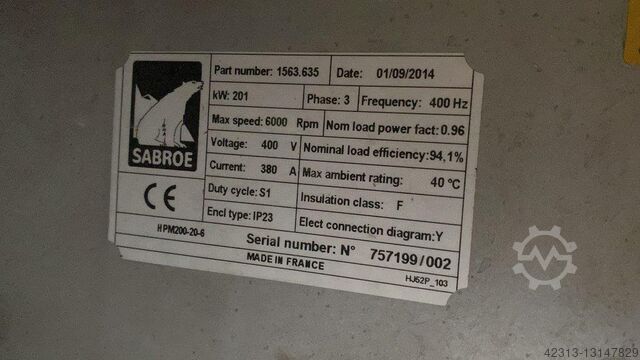 SABROE
Part number: 1563.635 Date: 01/09/2014
kW: 201 Phase: 3 Frequency: 400 Hz
Max speed: 6000 Rpm Nom load power fact: 0.96
Voltage: 400 V Nominal load efficiency: 94,1%
Current: 380 A Max ambient rating: 40 °C
Duty cycle: S1 Insulation class: F
Encl type: IP23 Elect connection diagram: Y
CE
HPM200-20-6 Serial number: N° 757199/002
MADE IN FRANCE HJ52P_103
42313-13147829